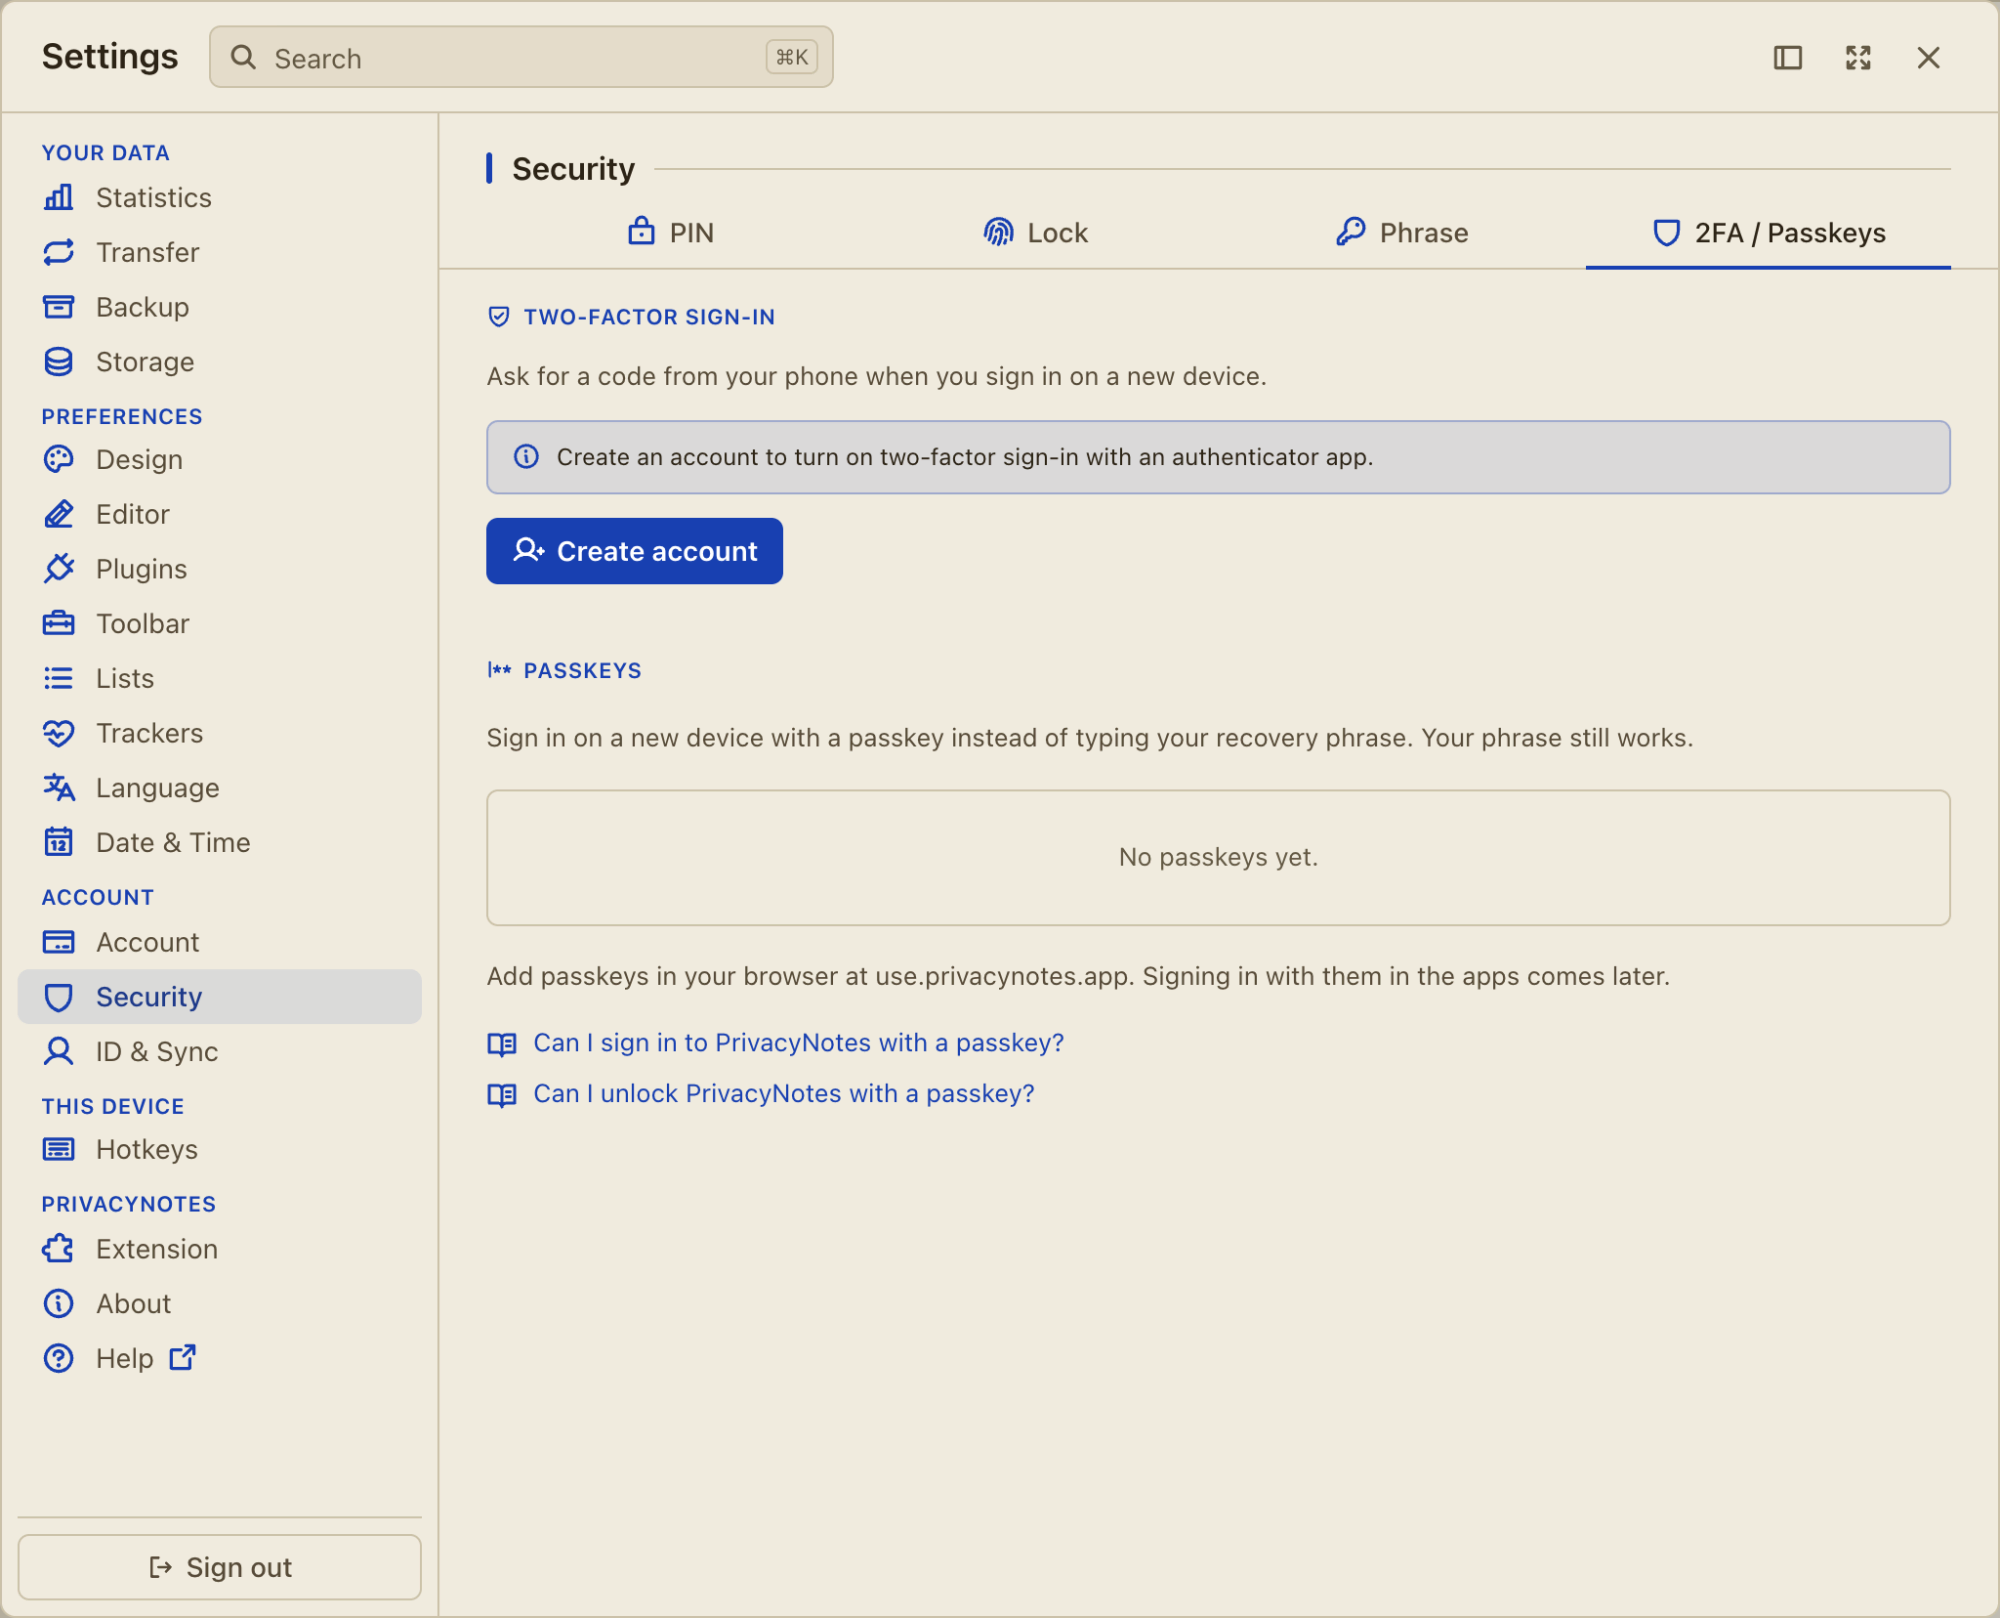 Settings
Search
⌘K
YOUR DATA
Statistics
Transfer
Backup
Storage
PREFERENCES
Design
Editor
Plugins
Toolbar
Lists
Trackers
Language
12
Date & Time
ACCOUNT
Account
Security
ID & Sync
THIS DEVICE
Hotkeys
PRIVACYNOTES
Extension
About
Help
Sign out
Security
PIN
Lock
Phrase
2FA / Passkeys
TWO-FACTOR SIGN-IN
Ask for a code from your phone when you sign in on a new device.
Create an account to turn on two-factor sign-in with an authenticator app.
Create account
PASSKEYS
Sign in on a new device with a passkey instead of typing your recovery phrase. Your phrase still works.
No passkeys yet.
Add passkeys in your browser at use.privacynotes.app. Signing in with them in the apps comes later.
Can I sign in to PrivacyNotes with a passkey?
Can I unlock PrivacyNotes with a passkey?